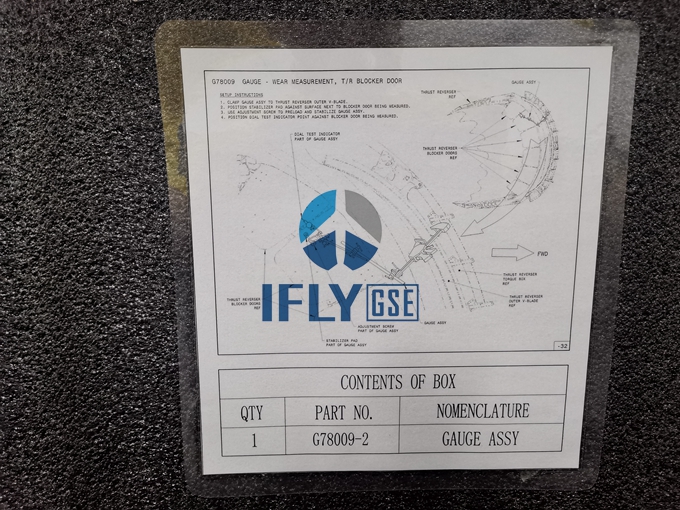 G78009 GAUGE - WEAR MEASUREMENT, T/R BLOCKER DOOR
SETUP INSTRUCTIONS
1. CLAMP GAUGE ASSY TO THRUST REVERSER OUTER V-BLADE.
2. POSITION STABILIZER PAD AGAINST SURFACE NEXT TO BLOCKER DOOR BEING MEASURED.
3. USE ADJUSTMENT SCREW TO PRELOAD AND STABILIZE GAUGE ASSY.
4. POSITION DIAL TEST INDICATOR POINT AGAINST BLOCKER DOOR BEING MEASURED.
GAUGE ASSY
THRUST REVERSER
REF
DIAL TEST INDICATOR
PART OF GAUGE ASSY
THRUST REVERSER
BLOCKER DOORS
REF
FWD
THRUST REVERSER
TORQUE BOX
REF
THRUST REVERSER
BLOCKER DOORS
REF
THRUST REVERSER
OUTER V-BLADE
REF
IFLY GSE
ADJUSTMENT SCREW
PART OF GAUGE ASSY
GAUGE ASSY
STABILIZER PAD
PART OF GAUGE ASSY
-32
CONTENTS OF BOX
QTY PART NO. NOMENCLATURE
1 G78009-2 GAUGE ASSY